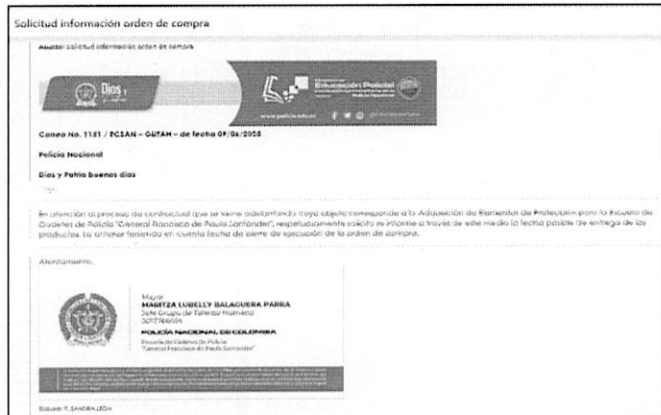 Solicitud información orden de compra
Asunto: Solicitud información orden de compra
Dios y
Educación Policial
www.policia.edu.co
Correo No. 1151 / ECSAN – GUTAH – de fecha 09/06/2025
Policía Nacional
Dios y Patria buenos días
En atención al proceso de contractual que se viene adelantando cuyo objeto corresponde a la Adquisición de Elementos de Protección para la Escuela de
Cadetes de Policía "General Francisco de Paula Santander", respetuosamente solicito se informe a través de este medio la fecha posible de entrega de los
productos. Lo anterior teniendo en cuenta fecha de cierre de ejecución de la orden de compra.
Atentamente,
Mayor
MARITZA LUBELLY BALAGUERA PARRA
Jefe Grupo de Talento Humano
POLICÍA NACIONAL DE COLOMBIA
Escuela de Cadetes de Policía
"General Francisco de Paula Santander"
SANDRA LEON